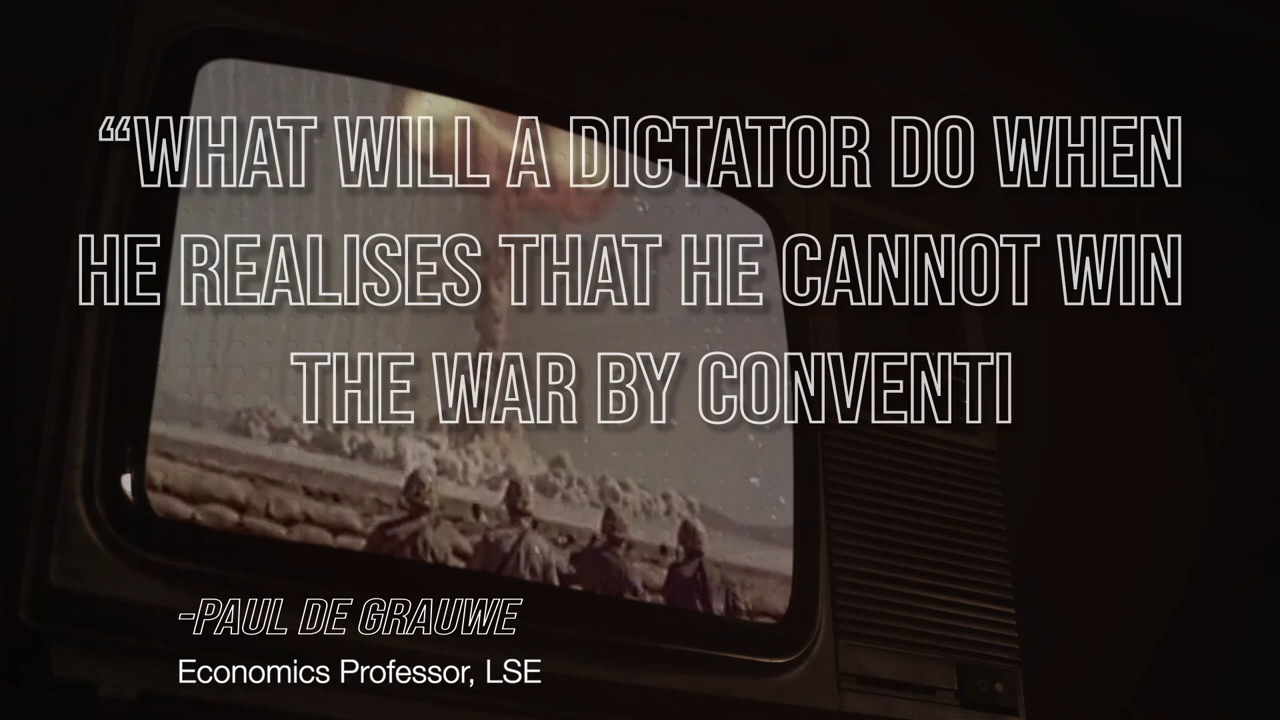 “WHAT WILL A DICTATOR DO WHEN
HE REALISES THAT HE CANNOT WIN
THE WAR BY CONVENTI
-PAUL DE GRAUWE
Economics Professor, LSE